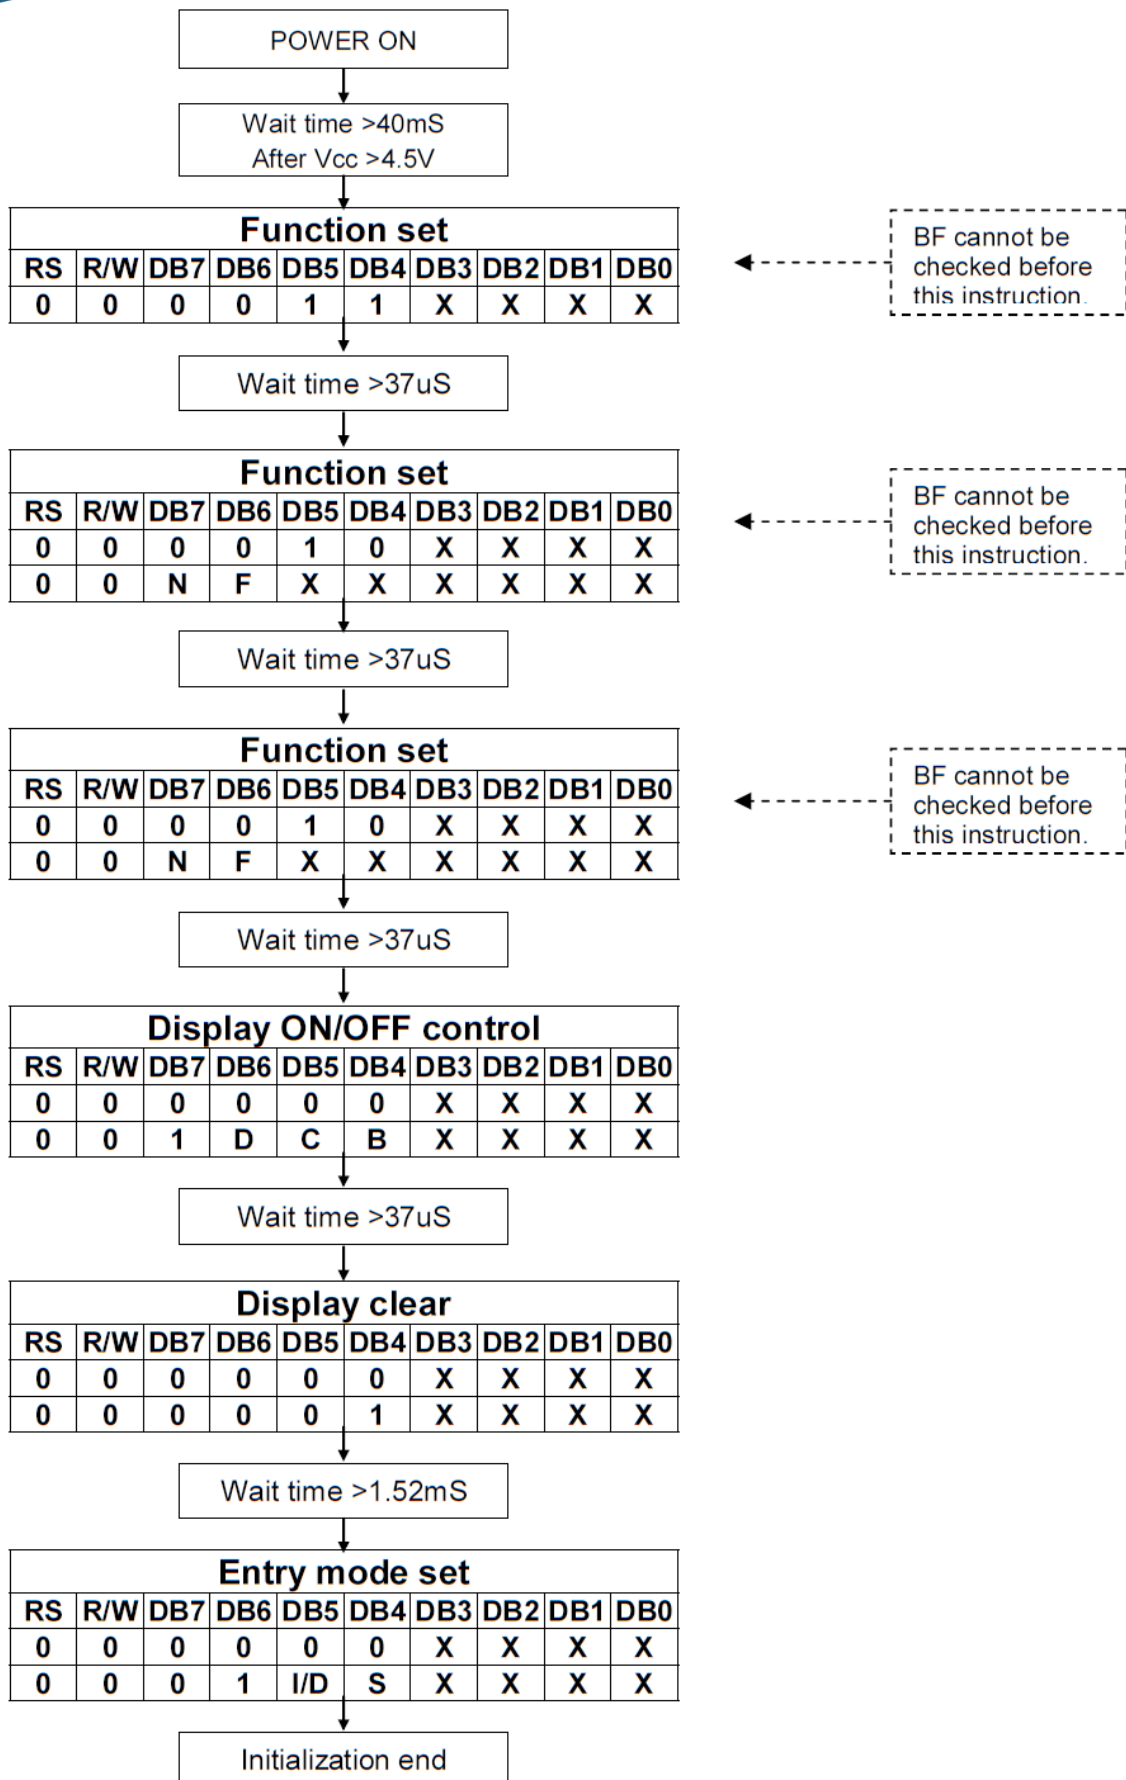 POWER ON
Wait time >40mS
After Vcc >4.5V
Function set
RS R/W DB7 DB6 DB5 DB4 DB3 DB2 DB1 DB0
0 0 0 0 1 1 X X X X
BF cannot be
checked before
this instruction.
Wait time >37uS
Function set
RS R/W DB7 DB6 DB5 DB4 DB3 DB2 DB1 DB0
0 0 0 0 1 0 X X X X
0 0 N F X X X X X X
BF cannot be
checked before
this instruction.
Wait time >37uS
Function set
RS R/W DB7 DB6 DB5 DB4 DB3 DB2 DB1 DB0
0 0 0 0 1 0 X X X X
0 0 N F X X X X X X
BF cannot be
checked before
this instruction.
Wait time >37uS
Display ON/OFF control
RS R/W DB7 DB6 DB5 DB4 DB3 DB2 DB1 DB0
0 0 0 0 0 0 X X X X
0 0 1 D C B X X X X
Wait time >37uS
Display clear
RS R/W DB7 DB6 DB5 DB4 DB3 DB2 DB1 DB0
0 0 0 0 0 0 X X X X
0 0 0 0 0 1 X X X X
Wait time >1.52mS
Entry mode set
RS R/W DB7 DB6 DB5 DB4 DB3 DB2 DB1 DB0
0 0 0 0 0 0 X X X X
0 0 0 1 I/D S X X X X
Initialization end